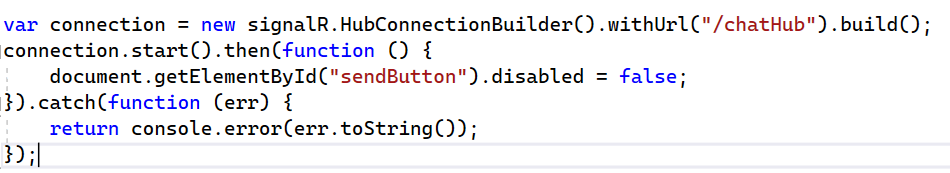 var connection = new signalR.HubConnectionBuilder().withUrl("/chatHub").build();
connection.start().then(function () {
    document.getElementById("sendButton").disabled = false;
}).catch(function (err) {
    return console.error(err.toString());
});